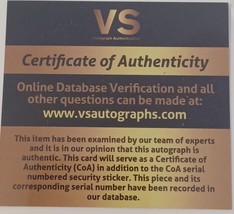 VS
Autograph Authentication
Certificate of Authenticity
Online Database Verification and all
other questions can be made at:
www.vsautographs.com
This item has been examined by our team of experts
and it is in our opinion that this autograph is
authentic. This card will serve as a Certificate of
Authenticity (CoA) in addition to the CoA serial
numbered security sticker. This piece and its
corresponding serial number have been recorded in
our database.